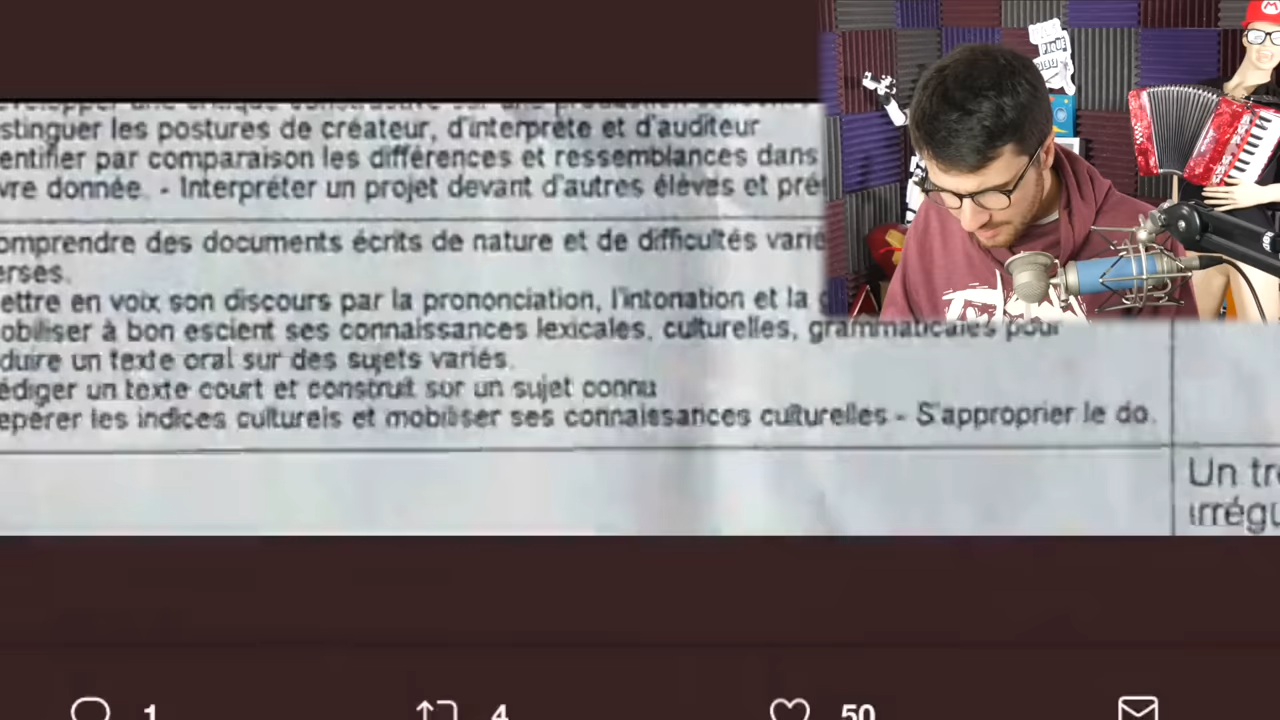 stinguer les postures de créateur, d'interprète et d'auditeur
entifier par comparaison les différences et ressemblances dans
vre donnée. - Interpréter un projet devant d'autres élèves et pré
omprendre des documents écrits de nature et de difficultés varié
erses.
ettre en voix son discours par la prononciation, l'intonation et la
obiliser à bon escient ses connaissances lexicales, culturelles, grammaticales pour
duire un texte oral sur des sujets variés.
édiger un texte court et construit sur un sujet connu
epérer les indices culturels et mobiliser ses connaissances culturelles - S'approprier le do.
Un tr
irrégu
1 4 50